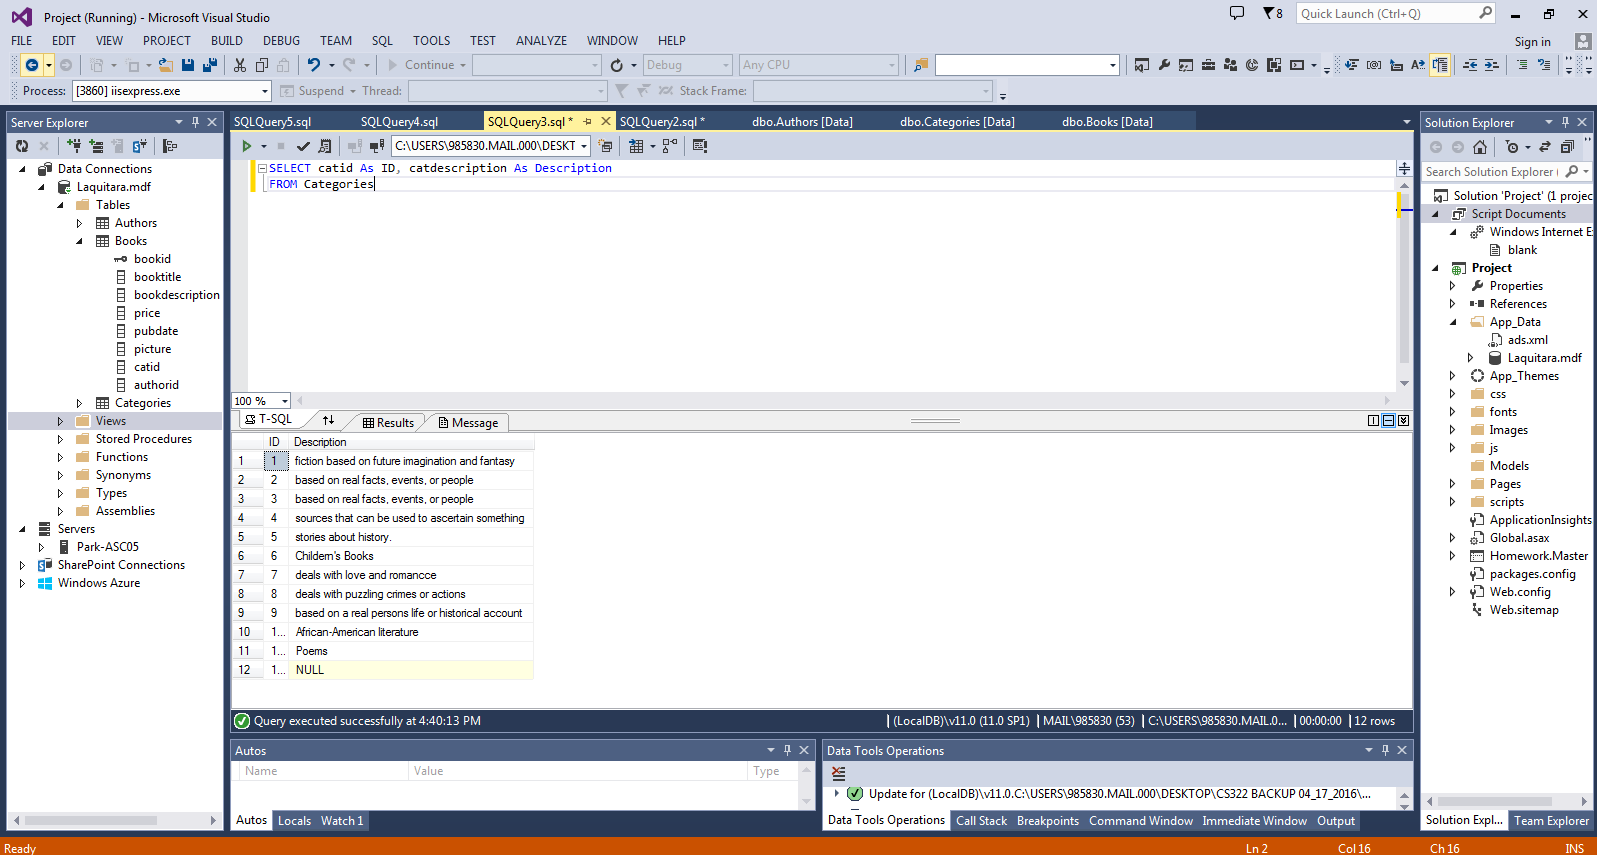 Project (Running) - Microsoft Visual Studio
8
Quick Launch (Ctrl+Q)
FILE EDIT VIEW PROJECT BUILD DEBUG TEAM SQL TOOLS TEST ANALYZE WINDOW HELP
Sign in
Continue
Debug
Any CPU
Process: [3860] iisexpress.exe
Suspend Thread:
Stack Frame:
Server Explorer
Data Connections
Laquitara.mdf
Tables
Authors
Books
bookid
booktitle
bookdescription
price
pubdate
picture
catid
authorid
Categories
Views
Stored Procedures
Functions
Synonyms
Types
Assemblies
Servers
Park-ASC05
SharePoint Connections
Windows Azure
SQLQuery5.sql SQLQuery4.sql SQLQuery3.sql * SQLQuery2.sql * dbo.Authors [Data] dbo.Categories [Data] dbo.Books [Data]
C:\USERS\985830.MAIL.000\DESKT
SELECT catid As ID, catdescription As Description
FROM Categories
100 %
T-SQL Results Message
ID Description
1 1 fiction based on future imagination and fantasy
2 2 based on real facts, events, or people
3 3 based on real facts, events, or people
4 4 sources that can be used to ascertain something
5 5 stories about history.
6 6 Childern's Books
7 7 deals with love and romancce
8 8 deals with puzzling crimes or actions
9 9 based on a real persons life or historical account
10 1... African-American literature
11 1... Poems
12 1... NULL
Query executed successfully at 4:40:13 PM
(LocalDB)\v11.0 (11.0 SP1) MAIL\985830 (53) C:\USERS\985830.MAIL.0... 00:00:00 12 rows
Autos
Name Value Type
Autos Locals Watch 1
Data Tools Operations
Update for (LocalDB)\v11.0.C:\USERS\985830.MAIL.000\DESKTOP\CS322 BACKUP 04_17_2016\...
Data Tools Operations Call Stack Breakpoints Command Window Immediate Window Output
Solution Explorer
Search Solution Explorer (
Solution 'Project' (1 projec
Script Documents
Windows Internet E
blank
Project
Properties
References
App_Data
ads.xml
Laquitara.mdf
App_Themes
css
fonts
Images
js
Models
Pages
scripts
ApplicationInsights
Global.asax
Homework.Master
packages.config
Web.config
Web.sitemap
Solution Expl... Team Explorer
Ready Ln 2 Col 16 Ch 16 INS